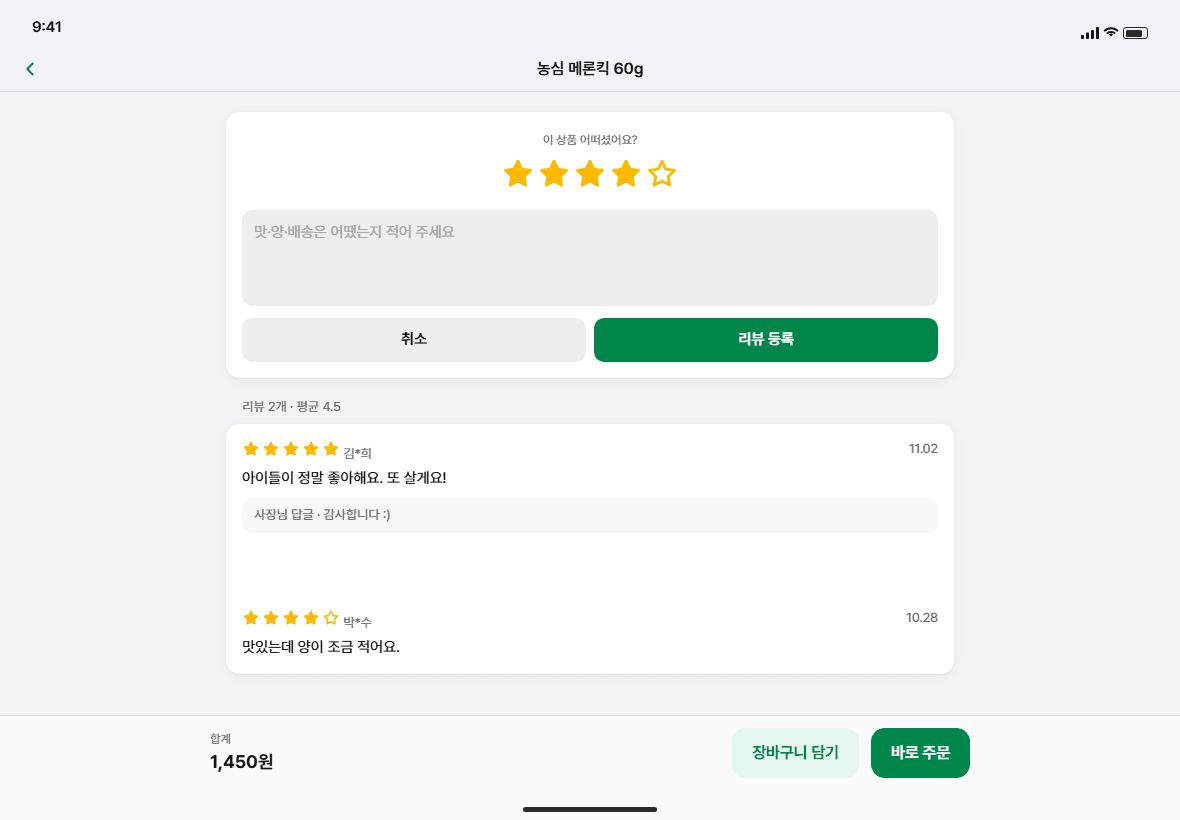 9:41
농심 메론킥 60g
이 상품 어떠셨어요?
맛·양·배송은 어땠는지 적어 주세요
취소
리뷰 등록
리뷰 2개 · 평균 4.5
김*희
11.02
아이들이 정말 좋아해요. 또 살게요!
사장님 답글 · 감사합니다 :)
박*수
10.28
맛있는데 양이 조금 적어요.
합계
1,450원
장바구니 담기
바로 주문